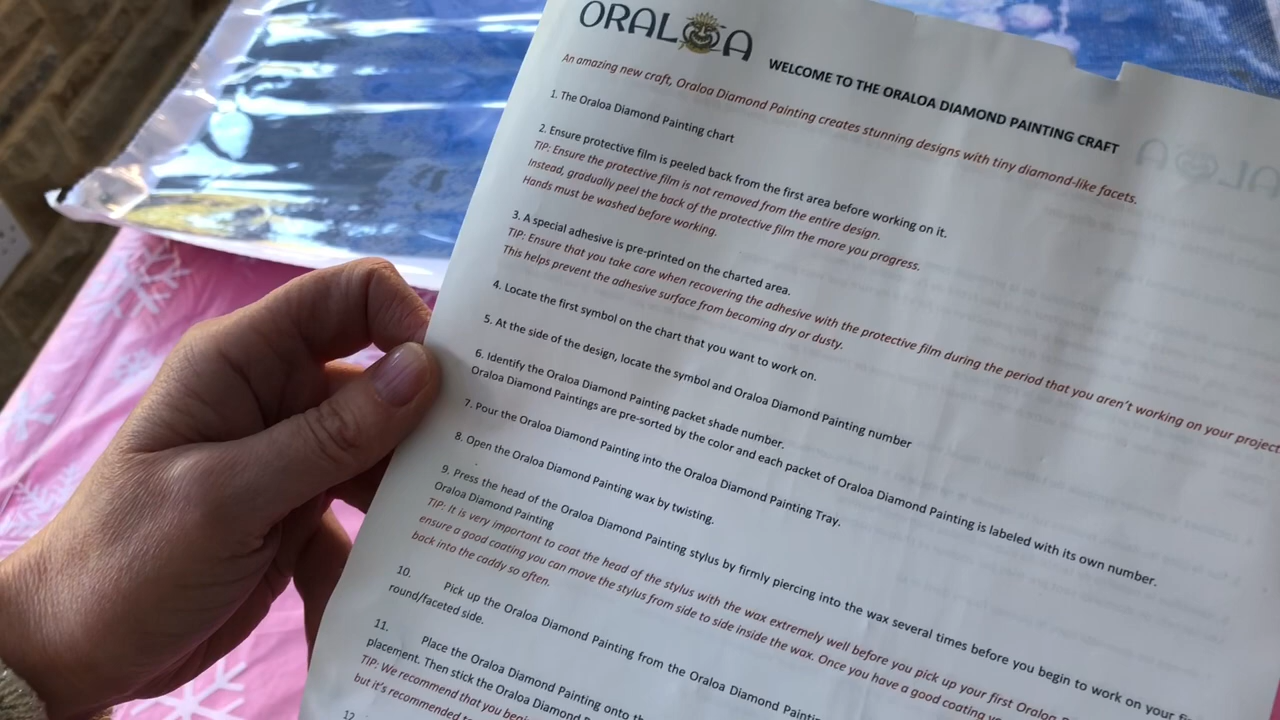 ORALOA
WELCOME TO THE ORALOA DIAMOND PAINTING CRAFT
An amazing new craft, Oraloa Diamond Painting creates stunning designs with tiny diamond-like facets.
1. The Oraloa Diamond Painting chart
2. Ensure protective film is peeled back from the first area before working on it.
TIP: Ensure the protective film is not removed from the entire design.
Instead, gradually peel the back of the protective film the more you progress.
Hands must be washed before working.
3. A special adhesive is pre-printed on the charted area.
TIP: Ensure that you take care when recovering the adhesive with the protective film during the period that you aren't working on your project
This helps prevent the adhesive surface from becoming dry or dusty.
4. Locate the first symbol on the chart that you want to work on.
5. At the side of the design, locate the symbol and Oraloa Diamond Painting number
6. Identify the Oraloa Diamond Painting packet shade number.
Oraloa Diamond Paintings are pre-sorted by the color and each packet of Oraloa Diamond Painting is labeled with its own number.
7. Pour the Oraloa Diamond Painting into the Oraloa Diamond Painting Tray.
8. Open the Oraloa Diamond Painting wax by twisting.
9. Press the head of the Oraloa Diamond Painting stylus by firmly piercing into the wax several times before you begin to work on your
Oraloa Diamond Painting
TIP: It is very important to coat the head of the stylus with the wax extremely well before you pick up your first Oraloa
ensure a good coating you can move the stylus from side to side inside the wax. Once you have a good coating
back into the caddy so often.
10. Pick up the Oraloa Diamond Painting from the Oraloa Diamond
round/faceted side.
11. Place the Oraloa Diamond Painting onto
placement. Then stick the Oraloa Diamond
TIP: We recommend that you
but it's recommended
12